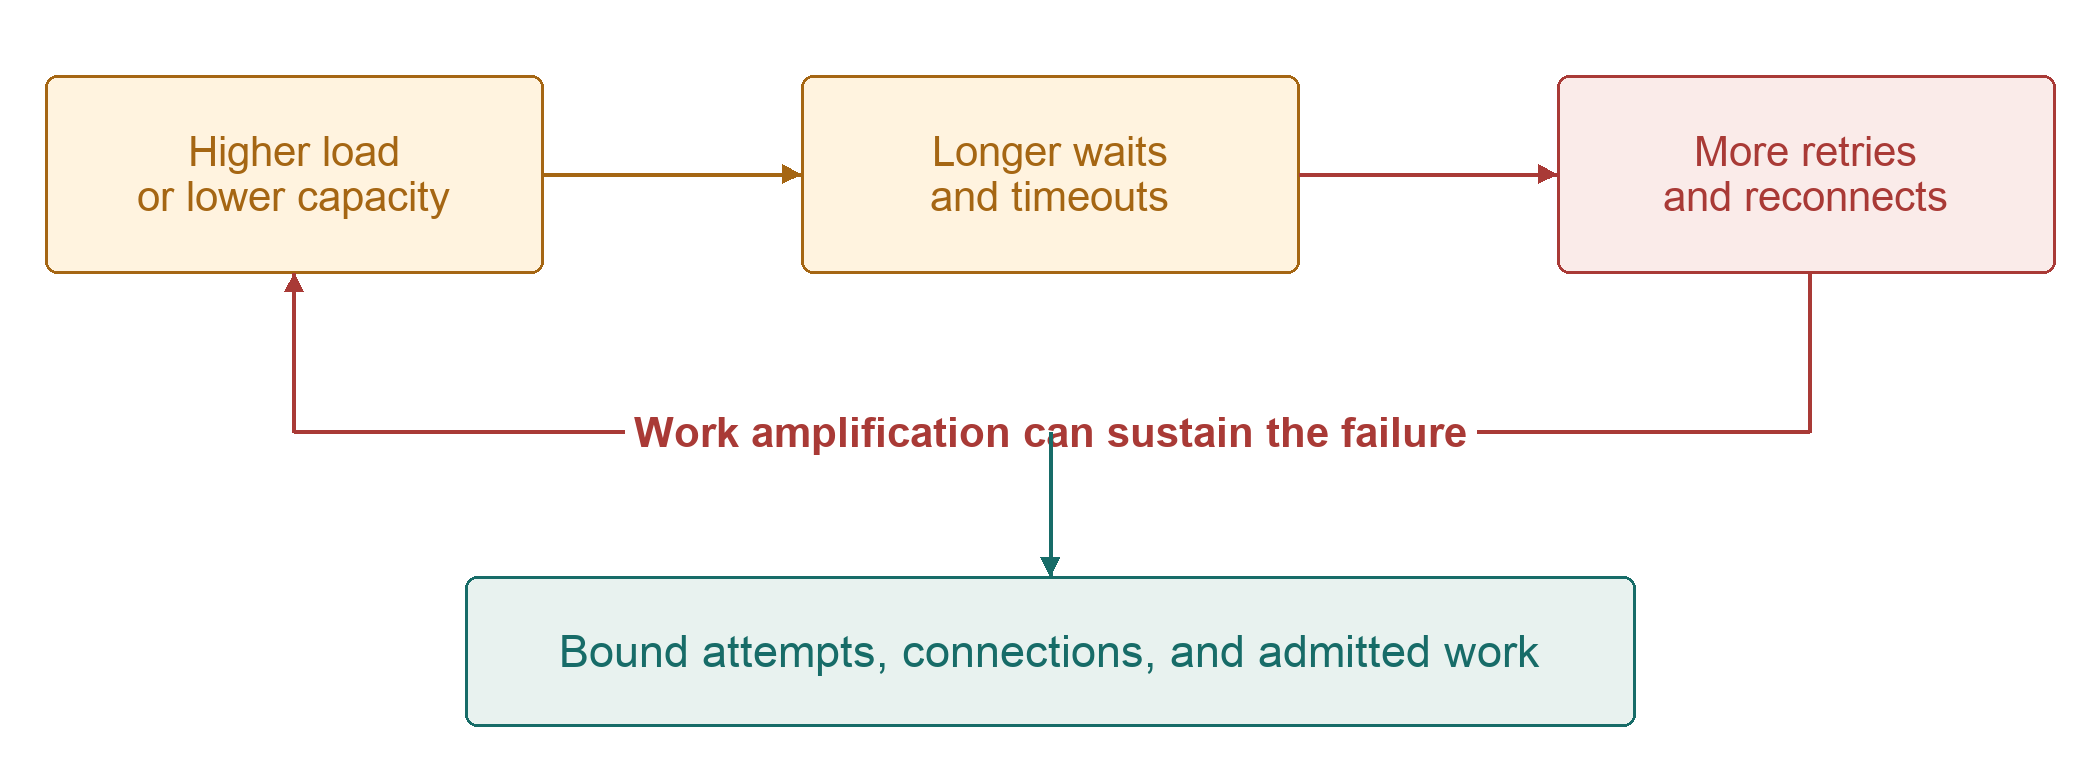 Higher load
or lower capacity
Longer waits
and timeouts
More retries
and reconnects
Work amplification can sustain the failure
Bound attempts, connections, and admitted work